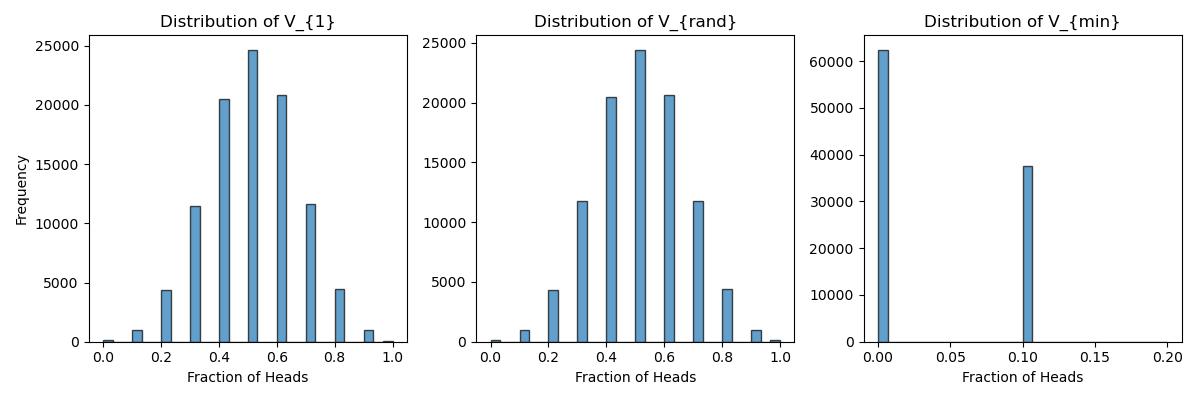 Distribution of V_{1}
Frequency
25000
20000
15000
10000
5000
0
0.0 0.2 0.4 0.6 0.8 1.0
Fraction of Heads
Distribution of V_{rand}
25000
20000
15000
10000
5000
0
0.0 0.2 0.4 0.6 0.8 1.0
Fraction of Heads
Distribution of V_{min}
60000
50000
40000
30000
20000
10000
0
0.00 0.05 0.10 0.15 0.20
Fraction of Heads